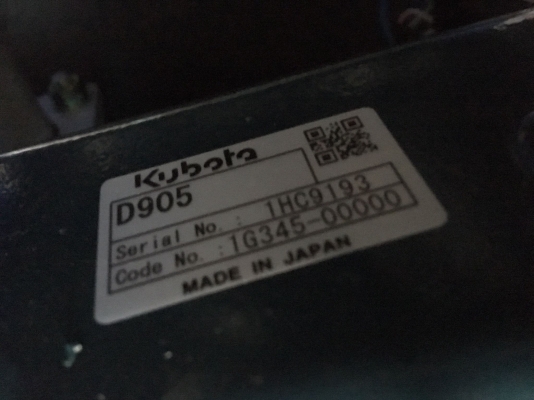 Kubota
D905
Serial No. : 1HC9193
Code No. : 1G345-00000
MADE IN JAPAN